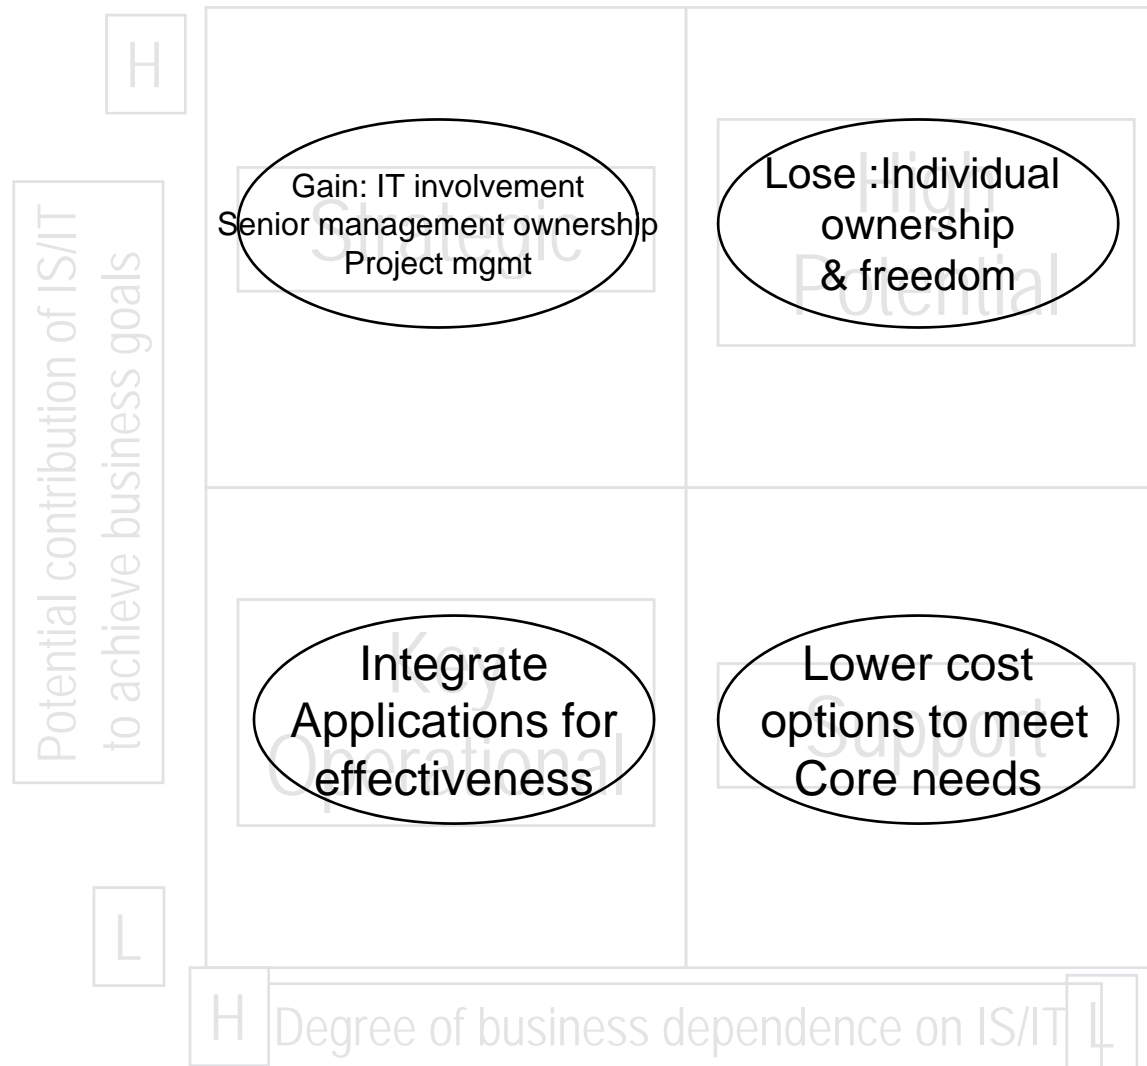 H
Potential contribution of IS/IT
to achieve business goals
Strategic
Gain: IT involvement
Senior management ownership
Project mgmt
High
Potential
Lose :Individual
ownership
& freedom
Key
Operational
Integrate
Applications for
effectiveness
Support
Lower cost
options to meet
Core needs
L
H
Degree of business dependence on IS/IT
L